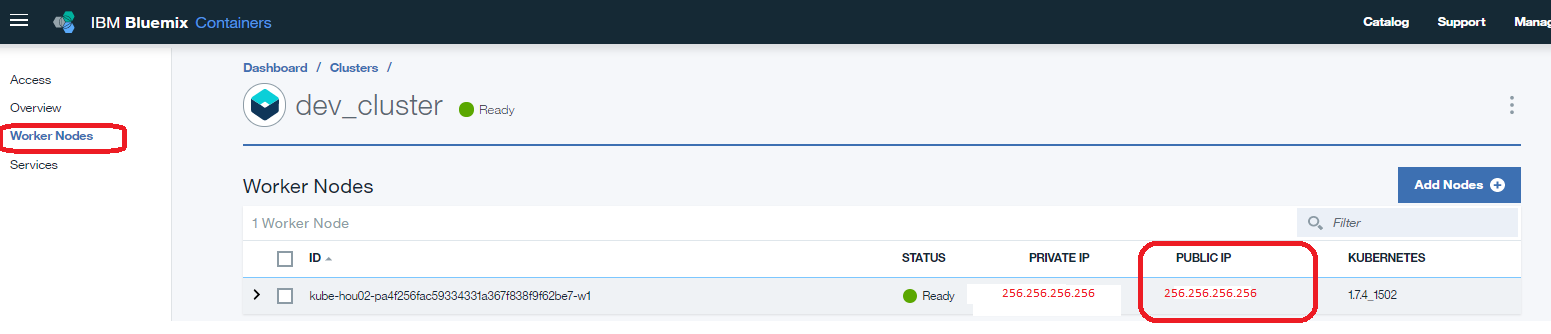 IBM Bluemix Containers
Catalog Support Manag
Access
Overview
Worker Nodes
Services
Dashboard / Clusters /
dev_cluster Ready
Worker Nodes
Add Nodes
1 Worker Node
Filter
ID STATUS PRIVATE IP PUBLIC IP KUBERNETES
kube-hou02-pa4f256fac59334331a367f838f9f62be7-w1 Ready 256.256.256.256 256.256.256.256 1.7.4_1502